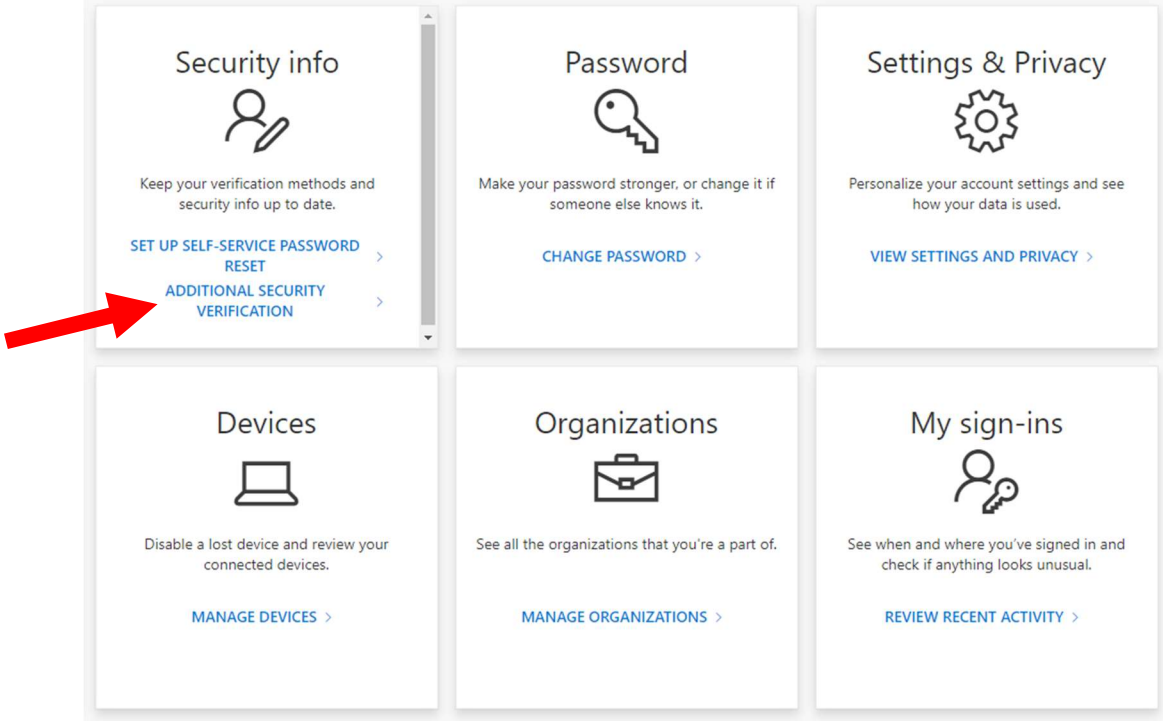 Security info
Keep your verification methods and
security info up to date.
SET UP SELF-SERVICE PASSWORD
RESET
ADDITIONAL SECURITY
VERIFICATION
Password
Make your password stronger, or change it if
someone else knows it.
CHANGE PASSWORD
Settings & Privacy
Personalize your account settings and see
how your data is used.
VIEW SETTINGS AND PRIVACY
Devices
Disable a lost device and review your
connected devices.
MANAGE DEVICES
Organizations
See all the organizations that you're a part of.
MANAGE ORGANIZATIONS
My sign-ins
See when and where you've signed in and
check if anything looks unusual.
REVIEW RECENT ACTIVITY